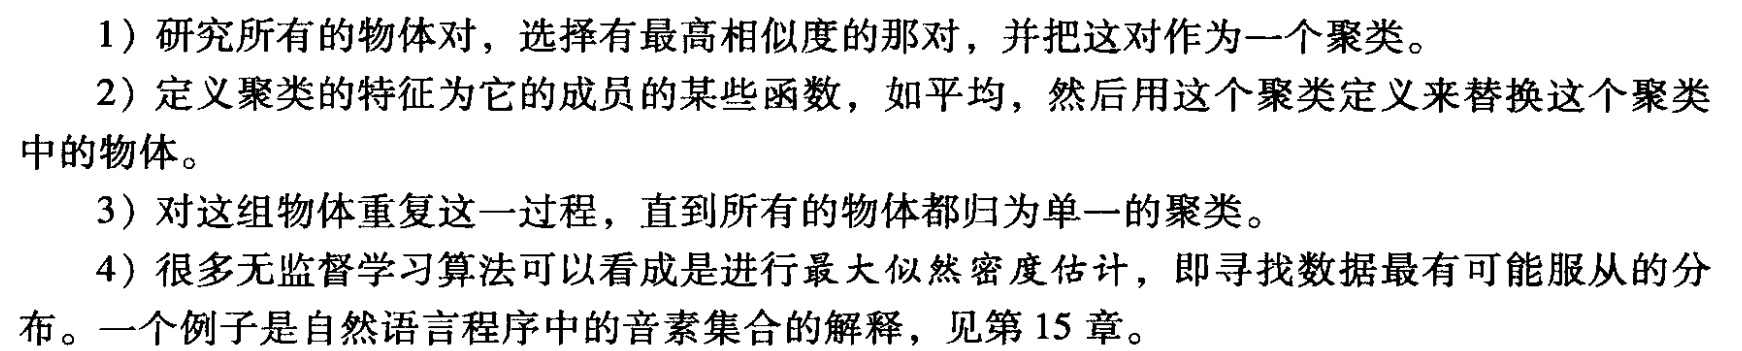 1）研究所有的物体对，选择有最高相似度的那对，并把这对作为一个聚类。
2）定义聚类的特征为它的成员的某些函数，如平均，然后用这个聚类定义来替换这个聚类
中的物体。
3）对这组物体重复这一过程，直到所有的物体都归为单一的聚类。
4）很多无监督学习算法可以看成是进行最大似然密度估计，即寻找数据最有可能服从的分
布。一个例子是自然语言程序中的音素集合的解释，见第 15 章。